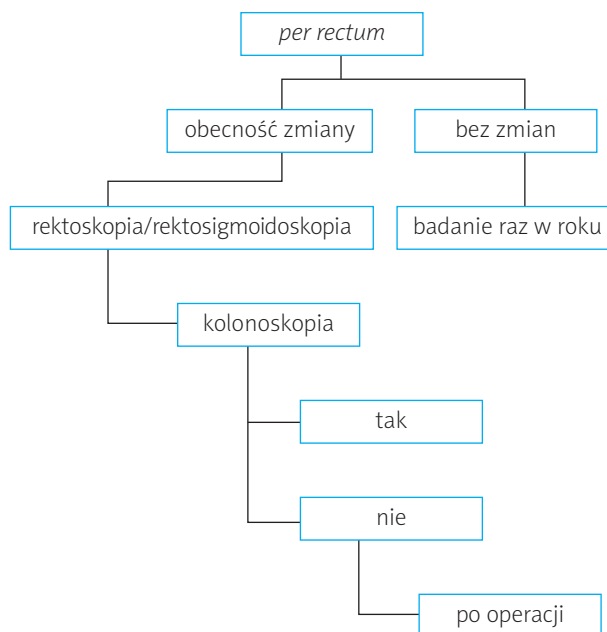 per rectum
obecność zmiany
bez zmian
rektoskopia/rektosigmoidoskopia
badanie raz w roku
kolonoskopia
tak
nie
po operacji